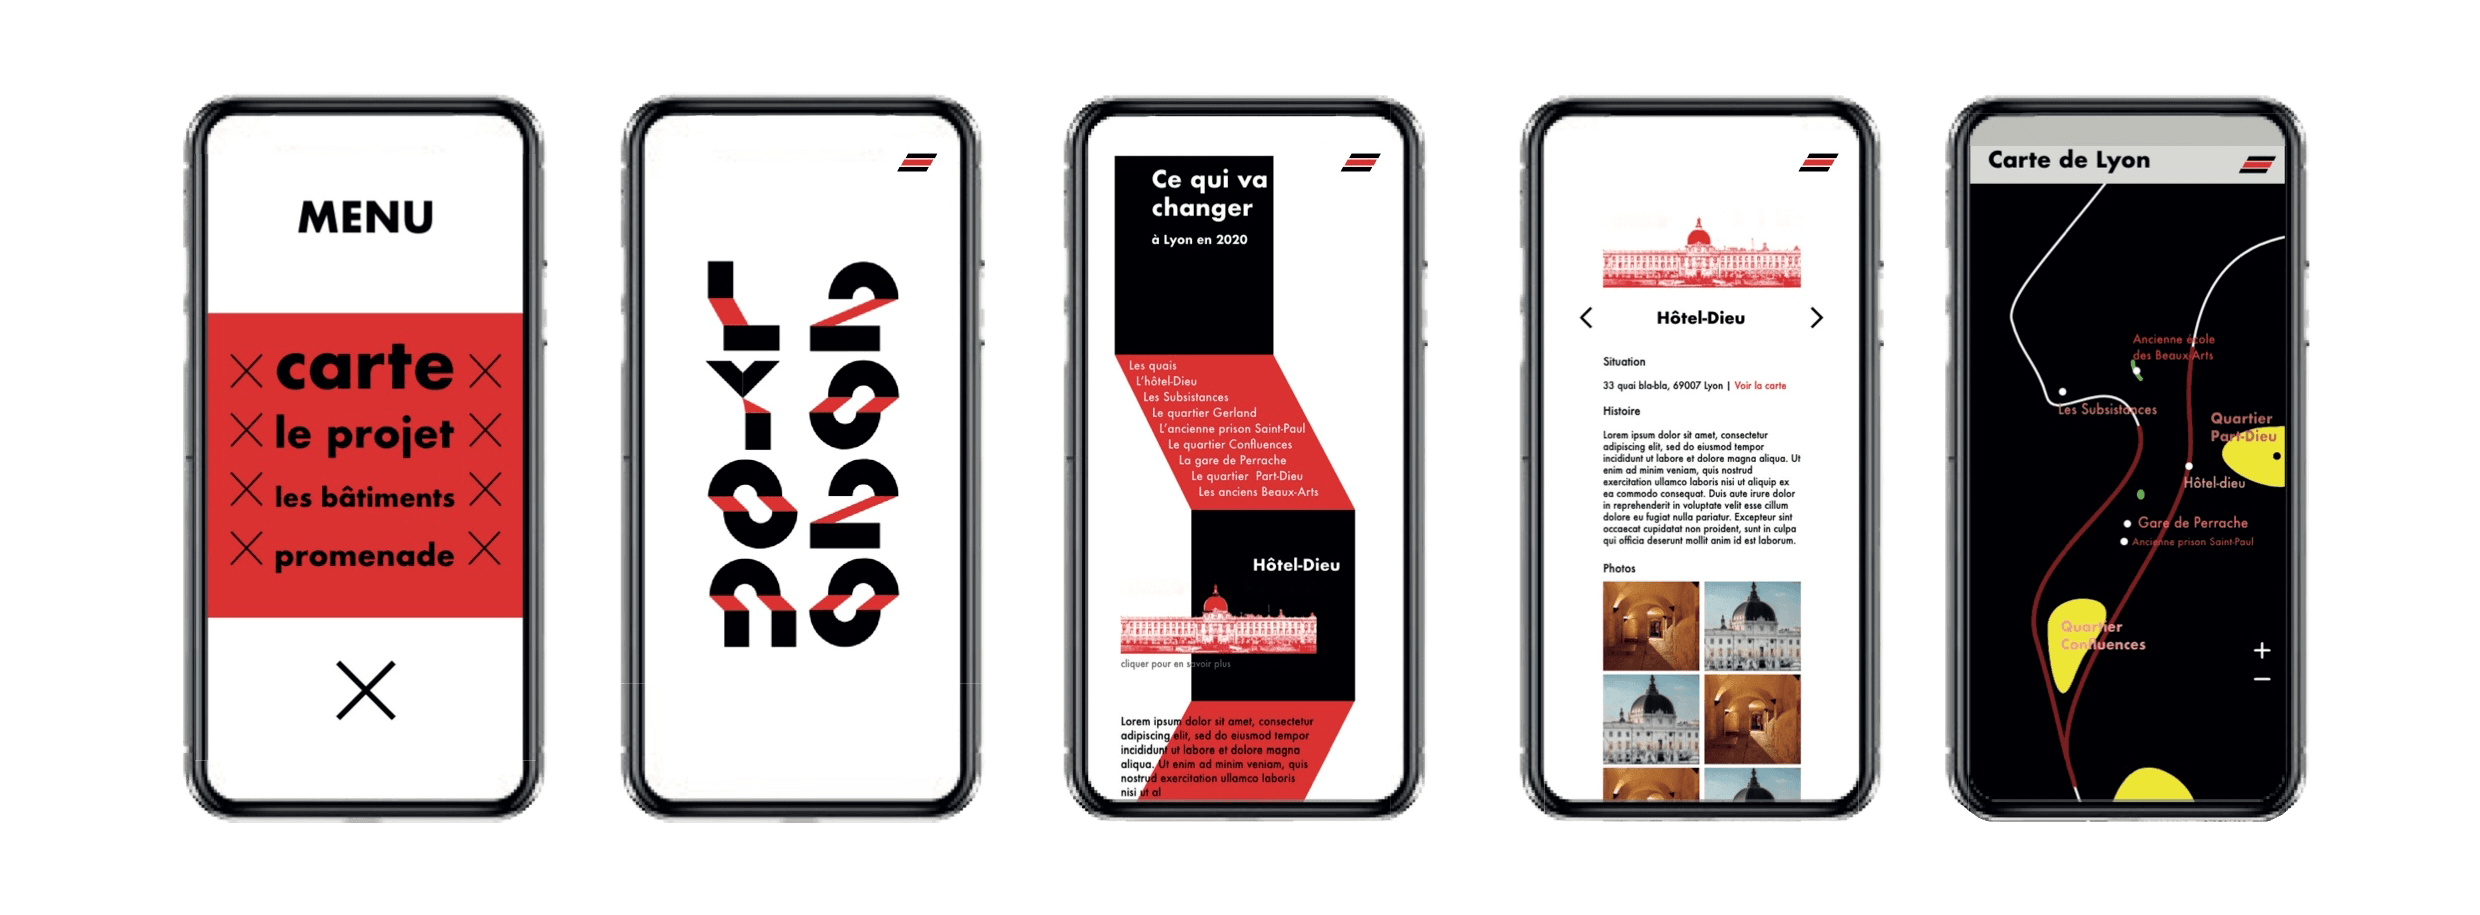 MENU
carte
le projet
les bâtiments
promenade
LYon
2020
Ce qui va
changer
à Lyon en 2020
Les quais
L'hôtel-Dieu
Les Subsistances
Le quartier Gerland
L'ancienne prison Saint-Paul
Le quartier Confluences
La gare de Perrache
Le quartier Part-Dieu
Les anciens Beaux-Arts
Hôtel-Dieu
cliquer pour en savoir plus
Lorem ipsum dolor sit amet, consectetur
adipiscing elit, sed do eiusmod tempor
incididunt ut labore et dolore magna
aliqua. Ut enim ad minim veniam, quis
nostrud exercitation ullamco laboris
nisi ut al
Hôtel-Dieu
Situation
33 quai bla-bla, 69007 Lyon | Voir la carte
Histoire
Lorem ipsum dolor sit amet, consectetur
adipiscing elit, sed do eiusmod tempor
incididunt ut labore et dolore magna aliqua. Ut
enim ad minim veniam, quis nostrud
exercitation ullamco laboris nisi ut aliquip ex
ea commodo consequat. Duis aute irure dolor
in reprehenderit in voluptate velit esse cillum
dolore eu fugiat nulla pariatur. Excepteur sint
occaecat cupidatat non proident, sunt in culpa
qui officia deserunt mollit anim id est laborum.
Photos
Carte de Lyon
Ancienne école
des Beaux-Arts
Les Subsistances
Quartier
Part-Dieu
Hôtel-dieu
Gare de Perrache
Ancienne prison Saint-Paul
Quartier
Confluences